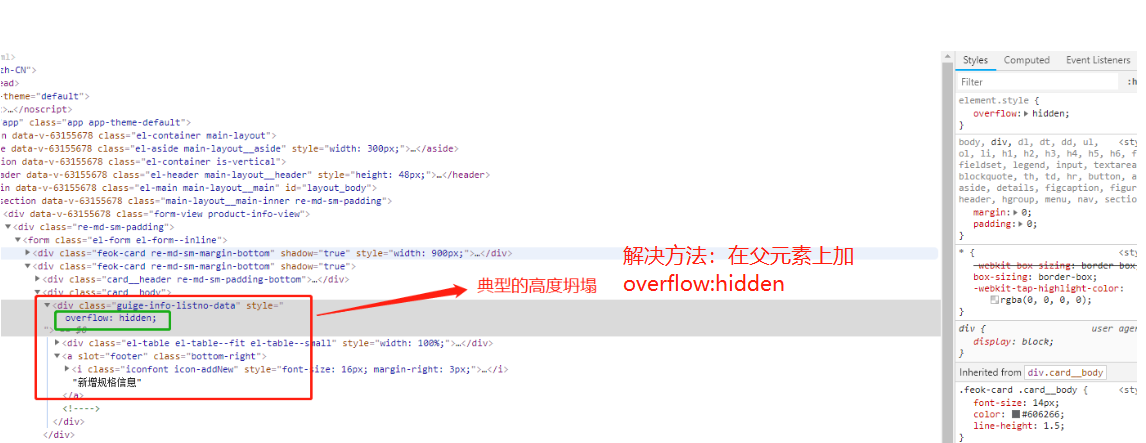 ml>
ch-CN">
ead>
-theme="default">
>…</noscript>
app" class="app app-theme-default">
n data-v-63155678 class="el-container main-layout">
e data-v-63155678 class="el-aside main-layout__aside" style="width: 300px;">…</aside>
ion data-v-63155678 class="el-container is-vertical">
ader data-v-63155678 class="el-header main-layout__header" style="height: 48px;">…</header>
in data-v-63155678 class="el-main main-layout__main" id="layout_body">
section data-v-63155678 class="main-layout__main-inner re-md-sm-padding">
<div data-v-63155678 class="form-view product-info-view">
▼<div class="re-md-sm-padding">
▼<form class="el-form el-form--inline">
▶<div class="feok-card re-md-sm-margin-bottom" shadow="true" style="width: 900px;">…</div>
▼<div class="feok-card re-md-sm-margin-bottom" shadow="true">
▶<div class="card__header re-md-sm-padding-bottom">…</div>
▼<div class="card__body">
▼<div class="guige-info-listno-data" style="
overflow: hidden;
"> == $0
▶<div class="el-table el-table--fit el-table--small" style="width: 100%;">…</div>
▼<a slot="footer" class="bottom-right">
▶<i class="iconfont icon-addNew" style="font-size: 16px; margin-right: 3px;">…</i>
"新增规格信息"
</a>
<!---->
</div>
</div>
典型的高度坍塌
解决方法：在父元素上加
overflow:hidden
Styles Computed Event Listeners
Filter :h
element.style {
overflow:▶ hidden;
}
body, div, dl, dt, dd, ul, <sty
ol, li, h1, h2, h3, h4, h5, h6, f
fieldset, legend, input, textarea
blockquote, th, td, hr, button, a
aside, details, figcaption, figur
header, hgroup, menu, nav, sectio
margin:▶ 0;
padding:▶ 0;
}
* { <sty
-webkit-box-sizing: border-box
box-sizing: border-box;
-webkit-tap-highlight-color:
rgba(0, 0, 0, 0);
}
div { user age
display: block;
}
Inherited from div.card__body
.feok-card .card__body { <sty
font-size: 14px;
color: #606266;
line-height: 1.5;
}